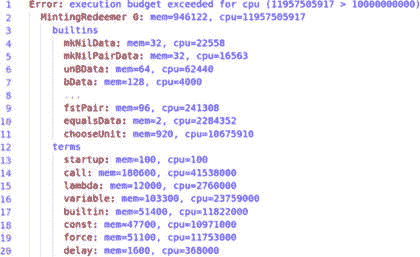 1 Error: execution budget exceeded for cpu (11957505917 > 10000000000)
2 MintingRedeemer 0: mem=946122, cpu=11957505917
3 builtins
4 mkNilData: mem=32, cpu=22558
5 mkNilPairData: mem=32, cpu=16563
6 unBData: mem=64, cpu=62440
7 bData: mem=128, cpu=4000
8 ...
9 fstPair: mem=96, cpu=241308
10 equalsData: mem=2, cpu=2284352
11 chooseUnit: mem=920, cpu=10675910
12 terms
13 startup: mem=100, cpu=100
14 call: mem=180600, cpu=41538000
15 lambda: mem=12000, cpu=2760000
16 variable: mem=103300, cpu=23759000
17 builtin: mem=51400, cpu=11822000
18 const: mem=47700, cpu=10971000
19 force: mem=51100, cpu=11753000
20 delay: mem=1600, cpu=368000